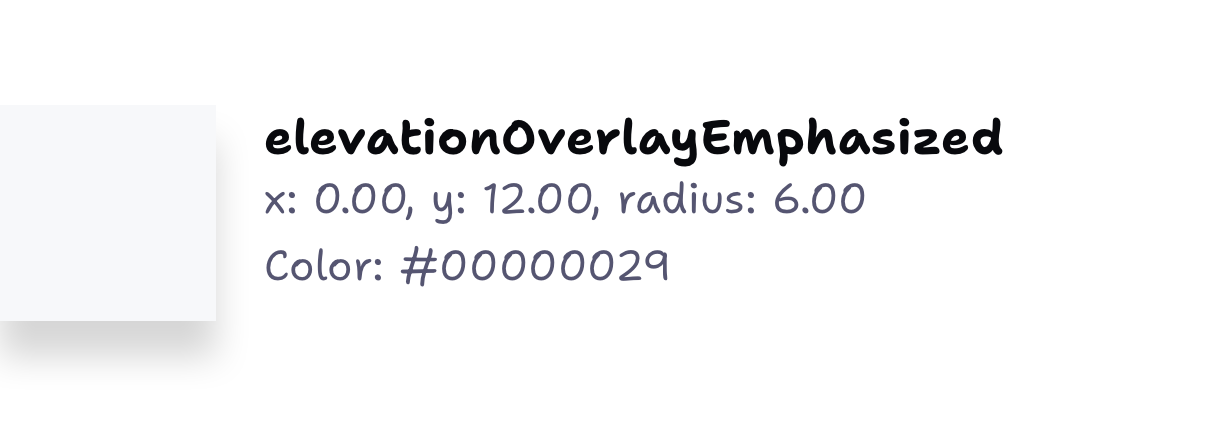 elevationOverlayEmphasized
x: 0.00, y: 12.00, radius: 6.00
Color: #00000029